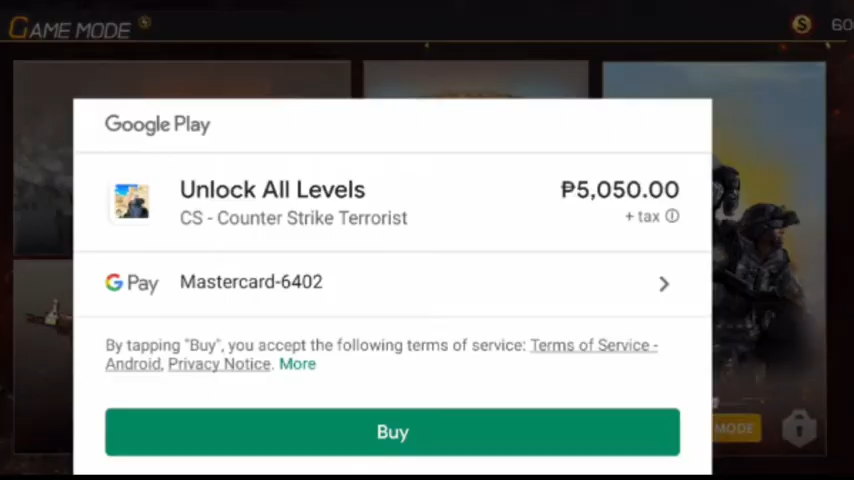 GAME MODE
60
Google Play
Unlock All Levels
₱5,050.00
CS - Counter Strike Terrorist
+ tax
G Pay
Mastercard-6402
By tapping "Buy", you accept the following terms of service: Terms of Service -
Android, Privacy Notice. More
Buy
MODE